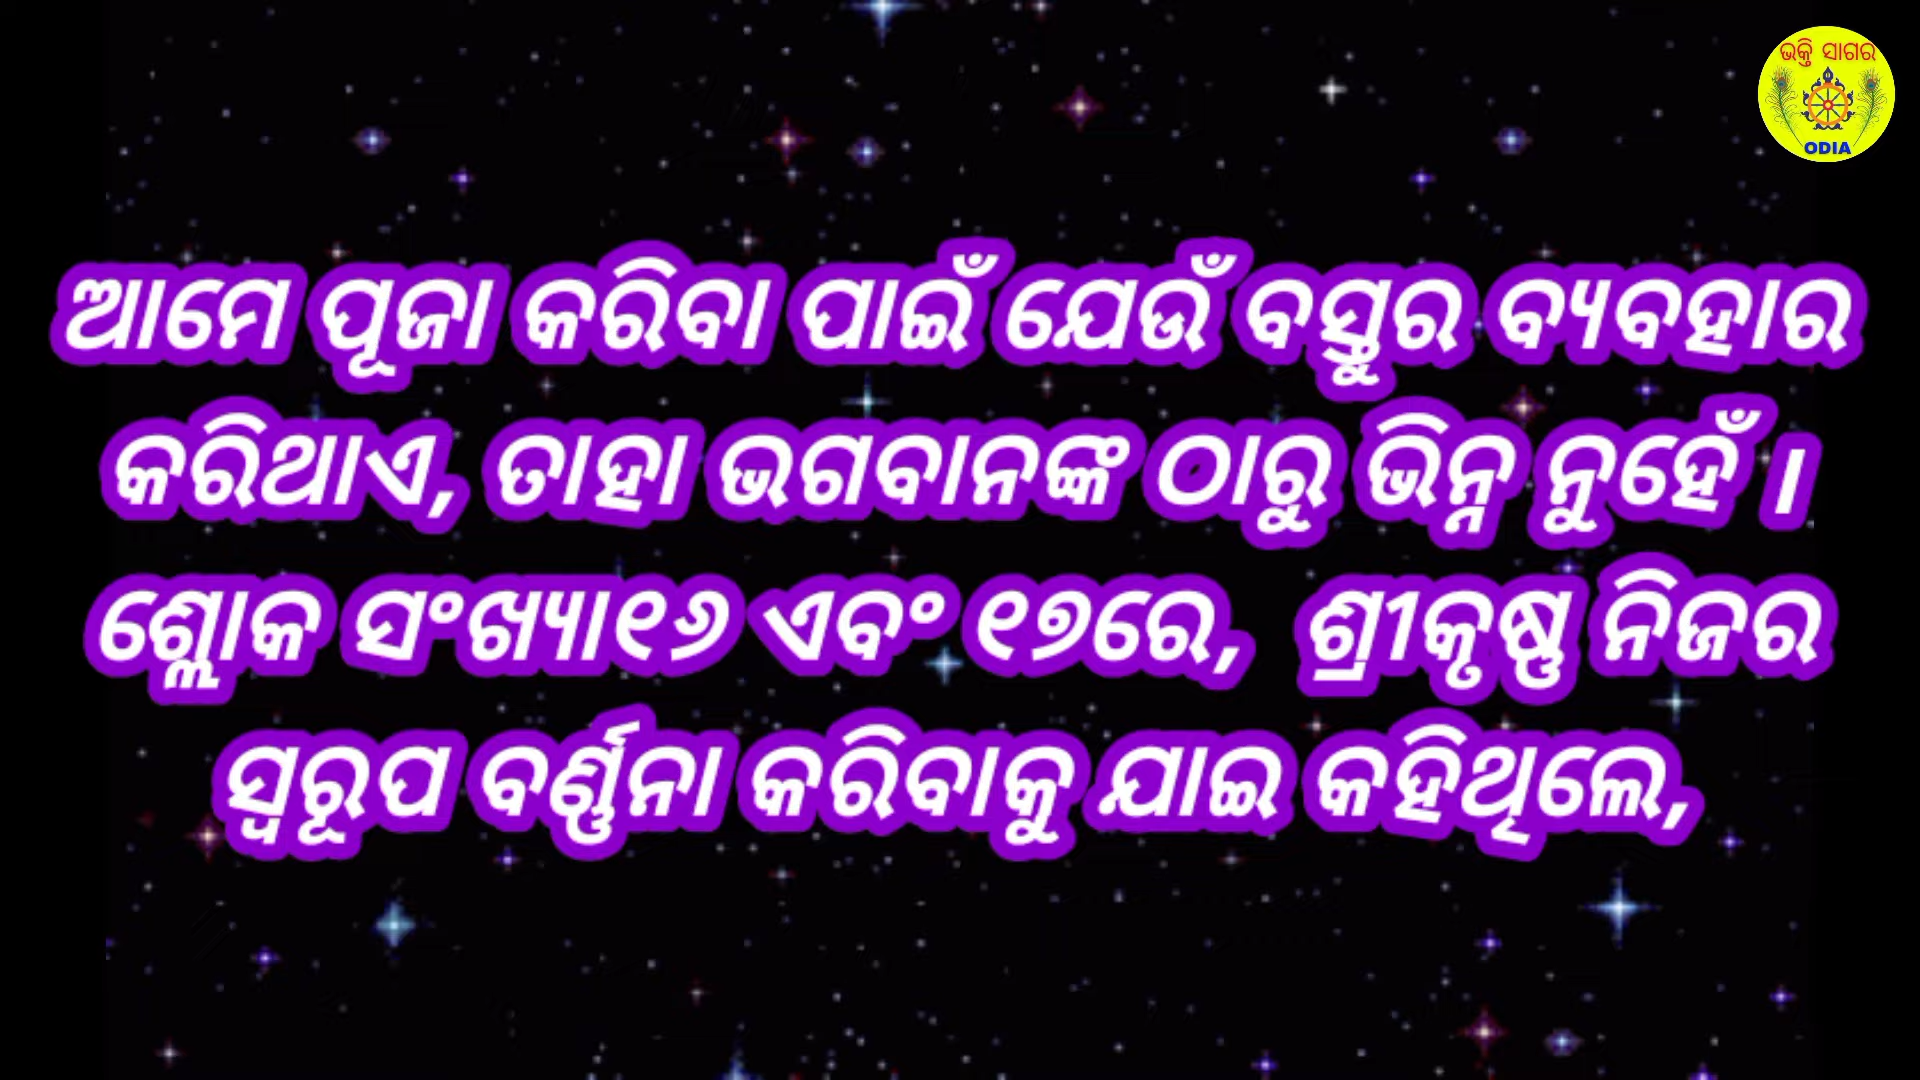 ଭକ୍ତି ସାଗର
ODIA
ଆମେ ପୂଜା କରିବା ପାଇଁ ଯେଉଁ ବସ୍ତୁର ବ୍ୟବହାର
କରିଥାଏ, ତାହା ଭଗବାନଙ୍କ ଠାରୁ ଭିନ୍ନ ନୁହେଁ ।
ଶ୍ଲୋକ ସଂଖ୍ୟା୧୬ ଏବଂ ୧୭ରେ, ଶ୍ରୀକୃଷ୍ଣ ନିଜର
ସ୍ୱରୂପ ବର୍ଣ୍ଣନା କରିବାକୁ ଯାଇ କହିଥିଲେ,